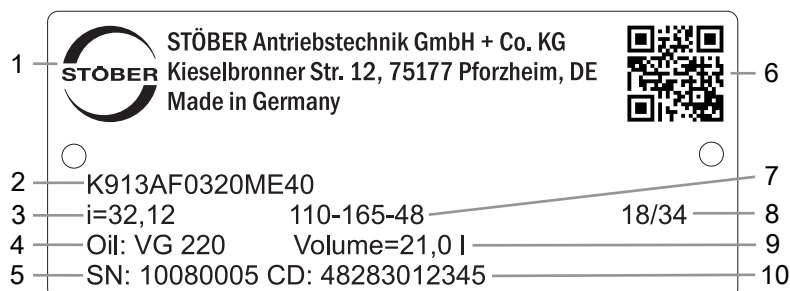 STÖBER Antriebstechnik GmbH + Co. KG
1 STÖBER Kieselbronner Str. 12, 75177 Pforzheim, DE 6
Made in Germany
7
2 K913AF0320ME40
3 i=32,12 110-165-48 18/34 8
4 Oil: VG 220 Volume=21,0 l 9
5 SN: 10080005 CD: 48283012345 10